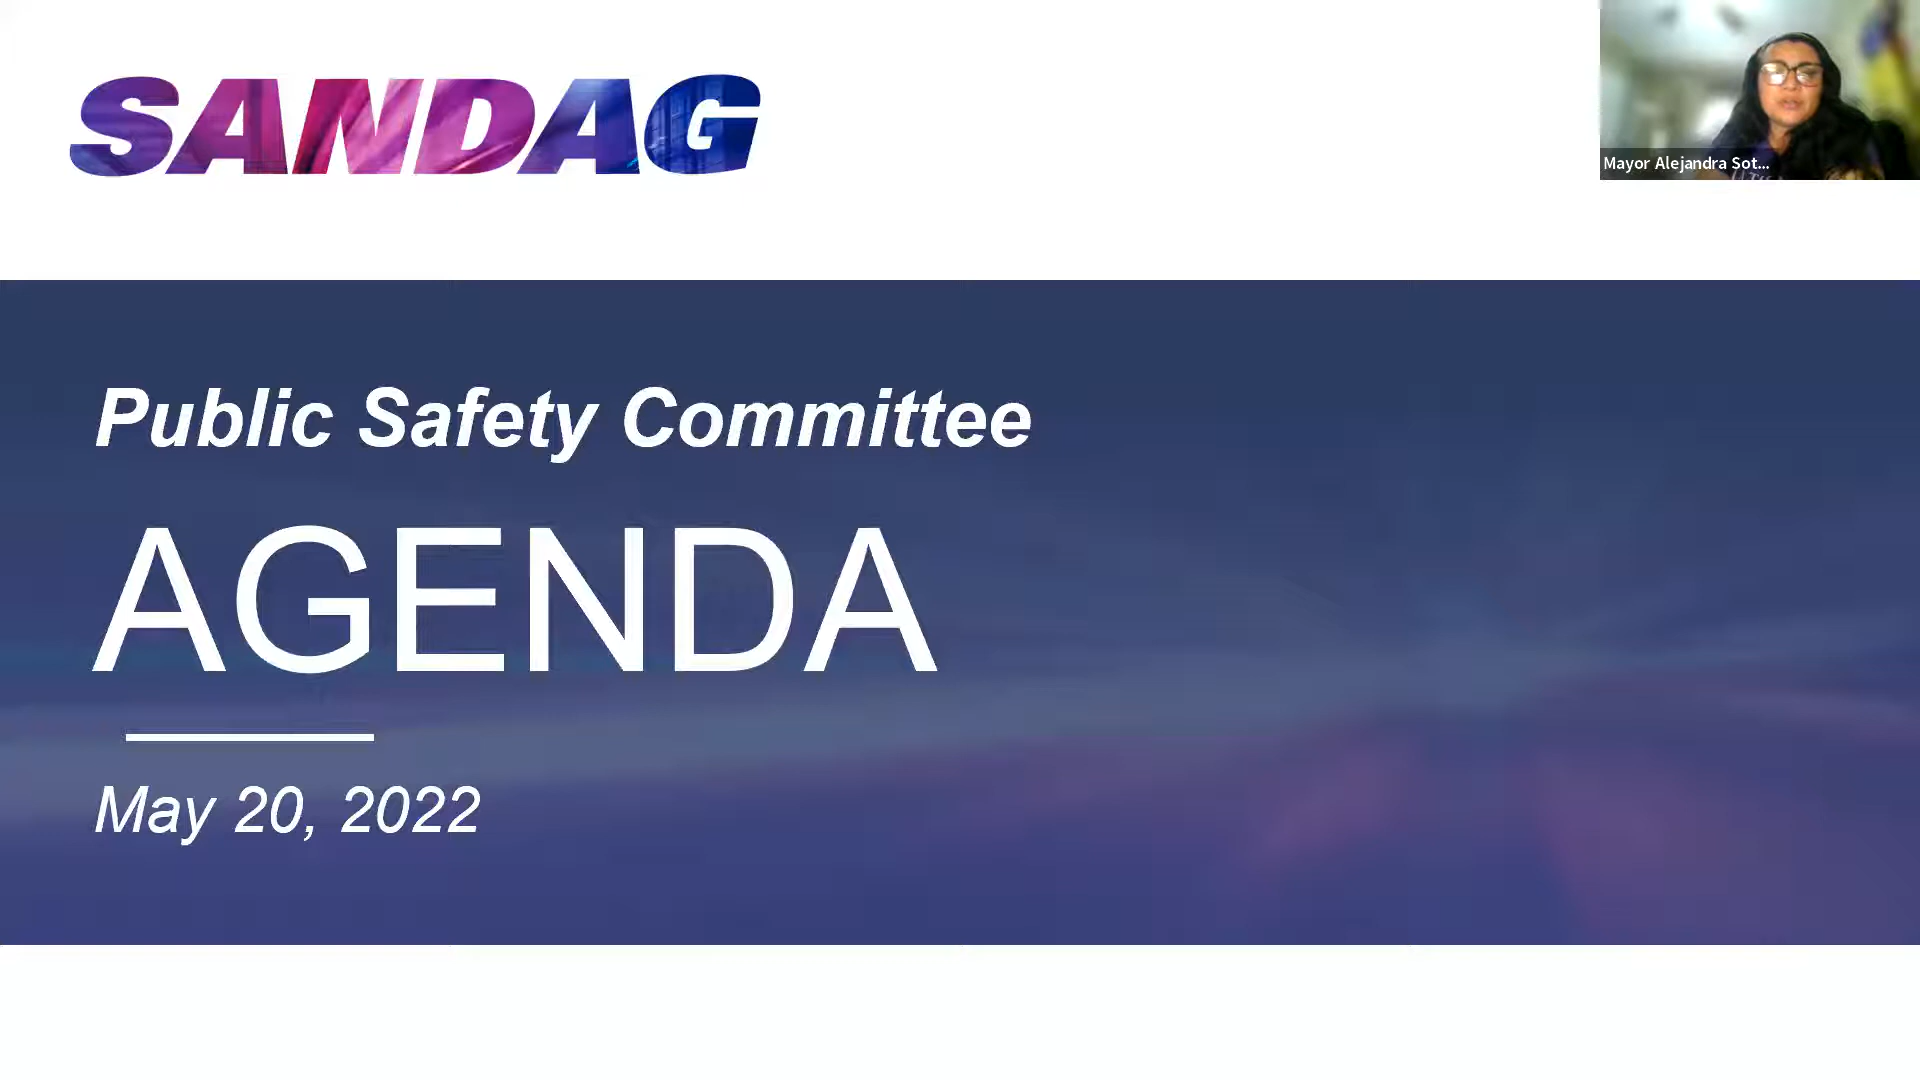 SANDAG
Mayor Alejandra Sot...
Public Safety Committee
AGENDA
May 20, 2022